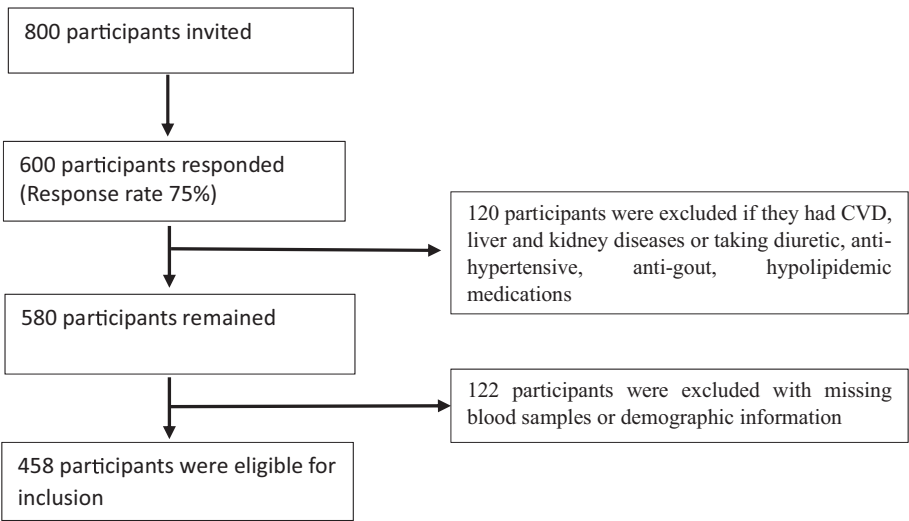 800 participants invited
600 participants responded
(Response rate 75%)
120 participants were excluded if they had CVD,
liver and kidney diseases or taking diuretic, anti-
hypertensive, anti-gout, hypolipidemic
medications
580 participants remained
122 participants were excluded with missing
blood samples or demographic information
458 participants were eligible for
inclusion